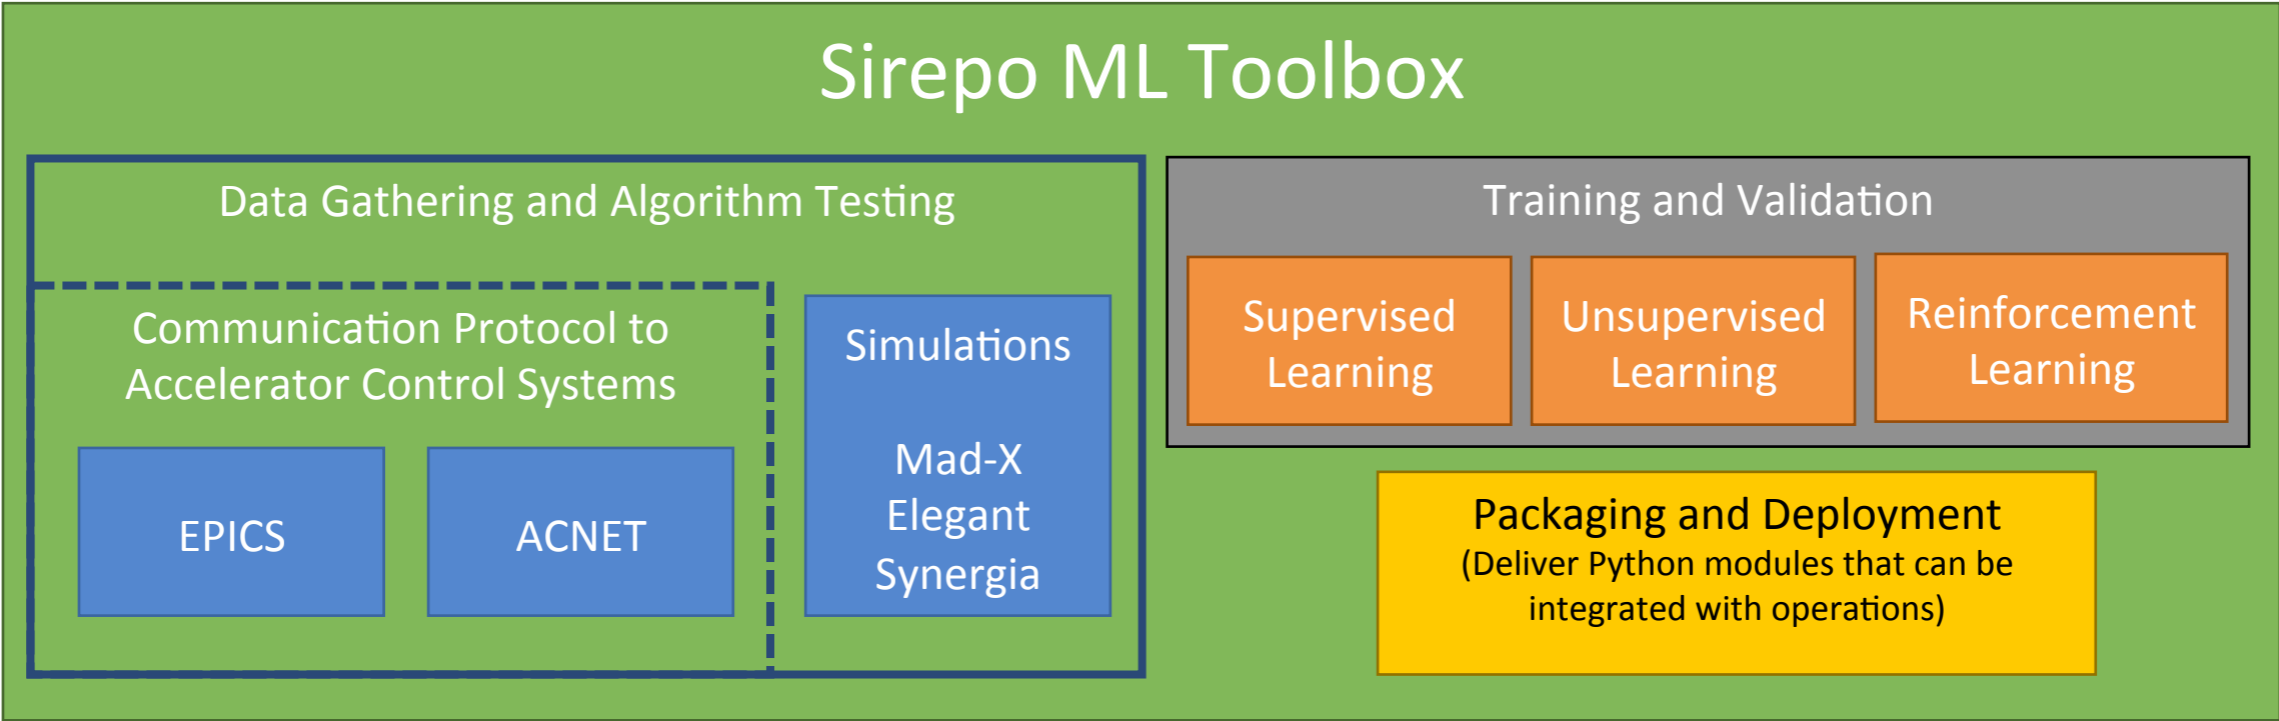 Sirepo ML Toolbox
Data Gathering and Algorithm Testing
Communication Protocol to
Accelerator Control Systems
EPICS
ACNET
Simulations
Mad-X
Elegant
Synergia
Training and Validation
Supervised
Learning
Unsupervised
Learning
Reinforcement
Learning
Packaging and Deployment
(Deliver Python modules that can be
integrated with operations)